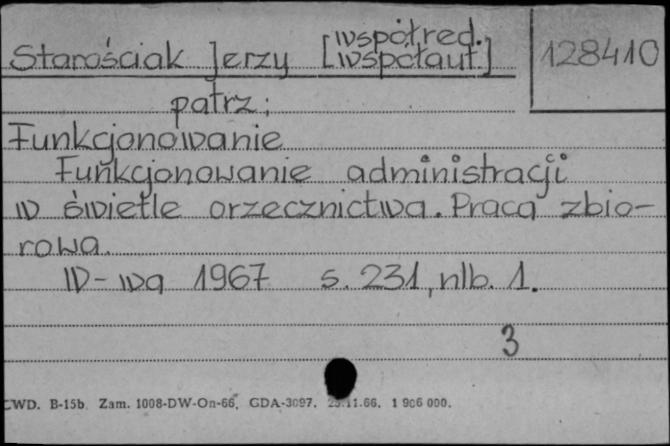 Starościak Jerzy [współred. współaut.] 128410
patrz:
Funkcjonowanie
Funkcjonowanie administracji
w świetle orzecznictwa. Praca zbio-
rowa.
W-wa 1967 s. 231, nlb. 1.
3
CWD. B-15b. Zam. 1008-DW-On-66, GDA-3097. 25.11.66. 1 906 000.